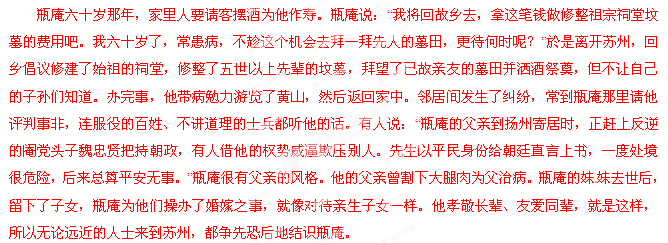 瓶庵六十岁那年，家里人要请客摆酒为他作寿。瓶庵说：“我将回故乡去，拿这笔钱做修整祖宗祠堂坟
墓的费用吧。我六十岁了，常患病，不趁这个机会去拜一拜先人的墓田，更待何时呢？”於是离开苏州，回
乡倡议修建了始祖的祠堂，修整了五世以上先辈的坟墓，拜望了已故亲友的墓田并洒酒祭奠，但不让自己
的子孙们知道。办完事，他带病勉力游览了黄山，然后返回家中。邻居间发生了纠纷，常到瓶庵那里请他
评判事非，连服役的百姓、不讲道理的士兵都听他的话。有人说：“瓶庵的父亲到扬州寄居时，正赶上反逆
的阉党头子魏忠贤把持朝政，有人借他的权势威逼欺压别人。先生以平民身份给朝廷直言上书，一度处境
很危险，后来总算平安无事。”瓶庵很有父亲的风格。他的父亲曾割下大腿肉为父治病。瓶庵的妹妹去世后，
留下了子女，瓶庵为他们操办了婚嫁之事，就像对待亲生子女一样。他孝敬长辈、友爱同辈，就是这样，
所以无论远近的人士来到苏州，都争先恐后地结识瓶庵。